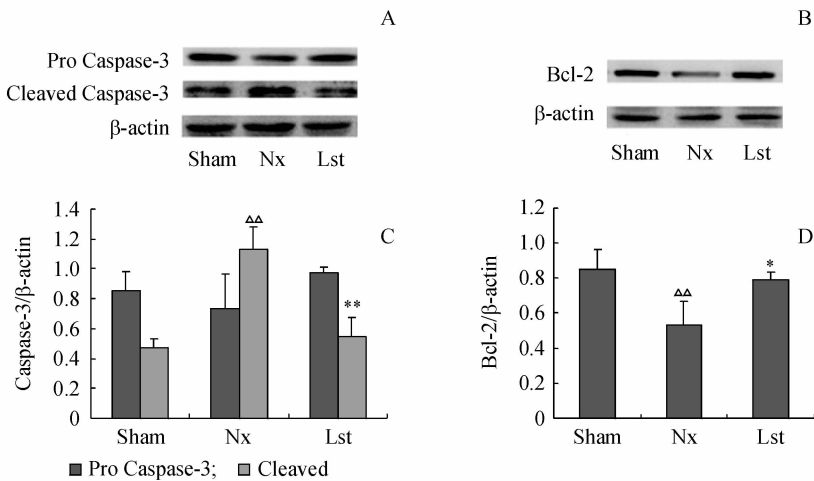 A
Pro Caspase-3
Cleaved Caspase-3
β-actin
Sham Nx Lst
B
Bcl-2
β-actin
Sham Nx Lst
C
Caspase-3/β-actin
1.4
1.2
1.0
0.8
0.6
0.4
0.2
0
ΔΔ
**
Sham Nx Lst
Pro Caspase-3; Cleaved
D
Bcl-2/β-actin
1.2
1.0
0.8
0.6
0.4
0.2
0.0
ΔΔ
*
Sham Nx Lst